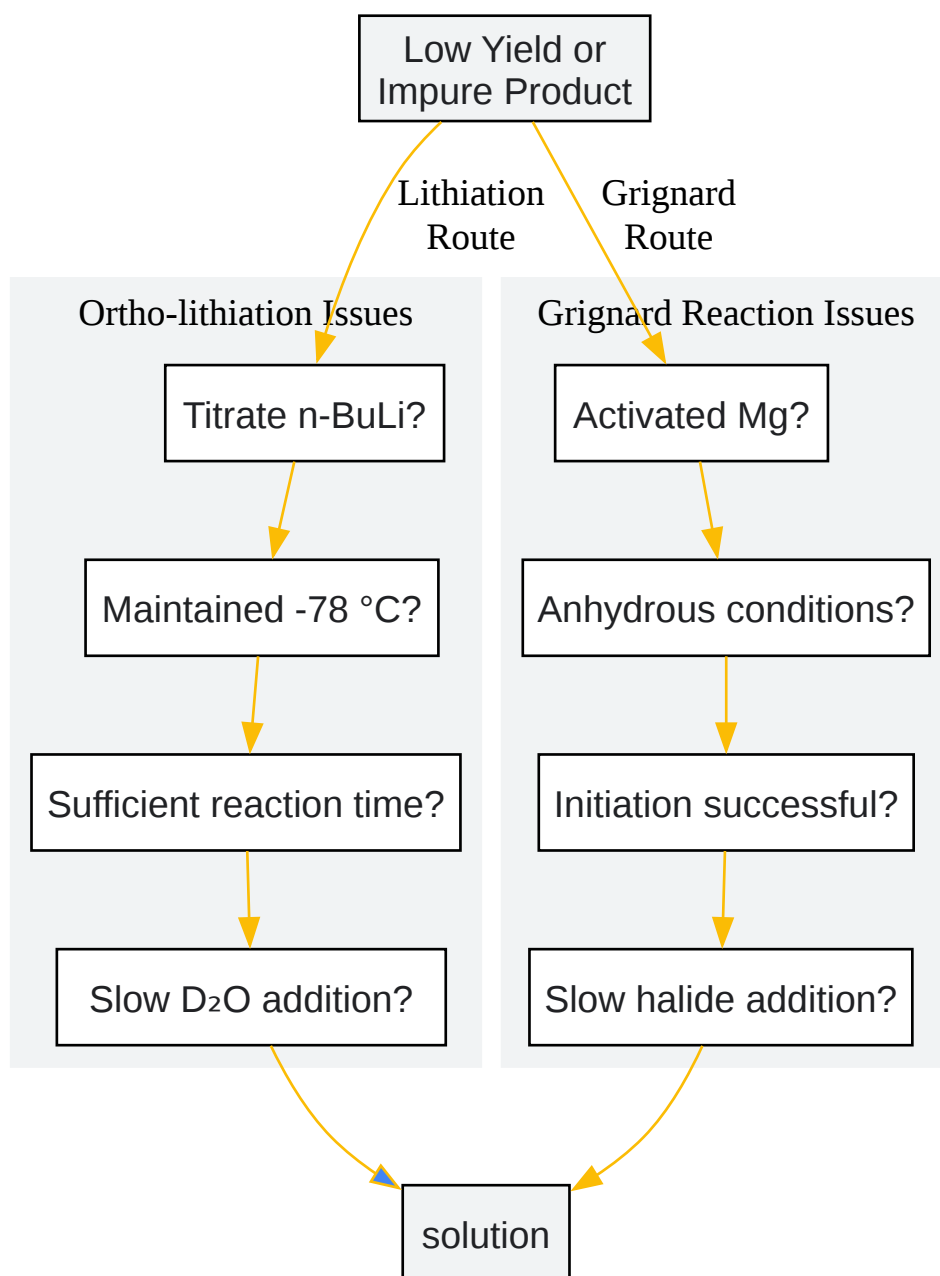 Low Yield or
Impure Product
Lithiation
Route
Grignard
Route
Ortho-lithiation Issues
Grignard Reaction Issues
Titrate n-BuLi?
Activated Mg?
Maintained -78 °C?
Anhydrous conditions?
Sufficient reaction time?
Initiation successful?
Slow D₂O addition?
Slow halide addition?
solution